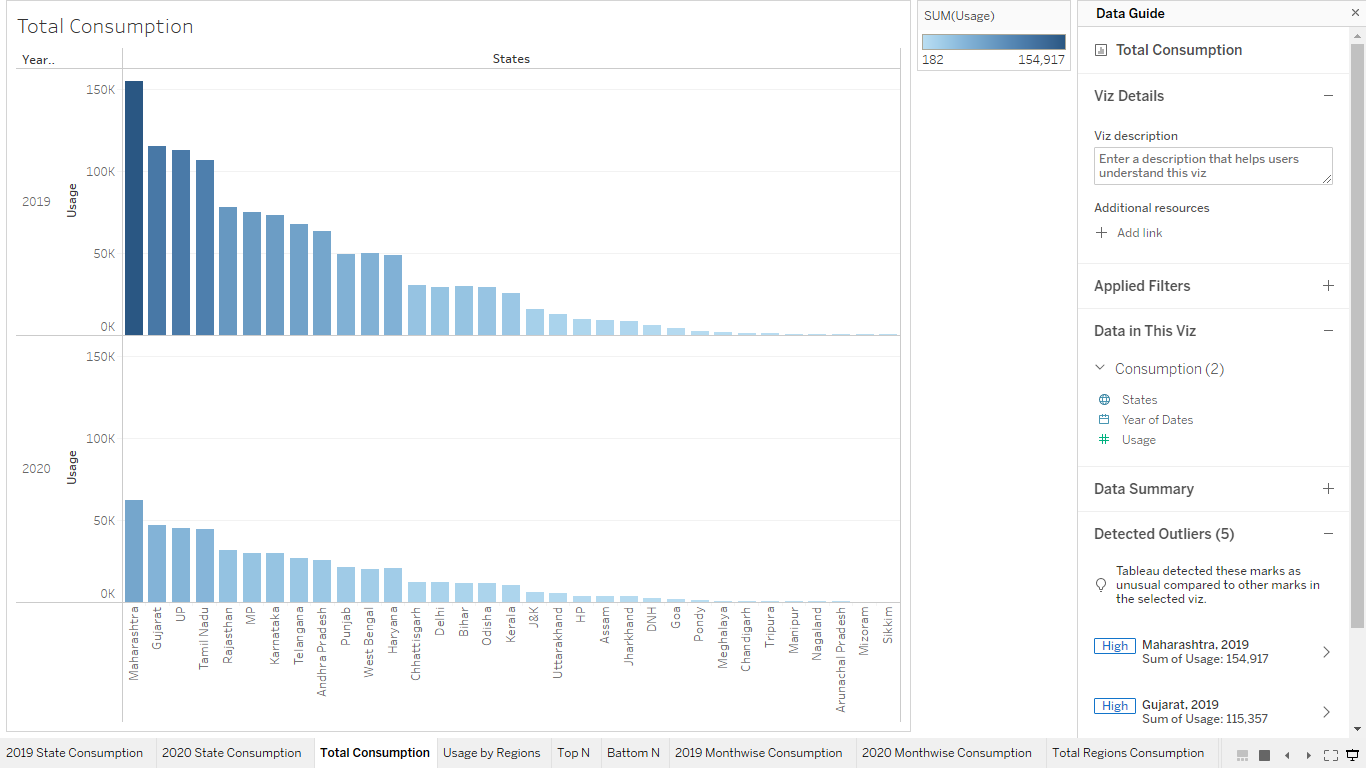 Total Consumption
Year..
States
150K
100K
50K
0K
2019
Usage
150K
100K
50K
0K
2020
Usage
Maharashtra
Gujarat
UP
Tamil Nadu
Rajasthan
MP
Karnataka
Telangana
Andhra Pradesh
Punjab
West Bengal
Haryana
Chhattisgarh
Delhi
Bihar
Odisha
Kerala
J&K
Uttarakhand
HP
Assam
Jharkhand
DNH
Goa
Pondy
Meghalaya
Chandigarh
Tripura
Manipur
Nagaland
Arunachal Pradesh
Mizoram
Sikkim
SUM(Usage)
182 154,917
Data Guide
Total Consumption
Viz Details
Viz description
Enter a description that helps users
understand this viz
Additional resources
Add link
Applied Filters
Data in This Viz
Consumption (2)
States
Year of Dates
Usage
Data Summary
Detected Outliers (5)
Tableau detected these marks as
unusual compared to other marks in
the selected viz.
High Maharashtra, 2019
Sum of Usage: 154,917
High Gujarat, 2019
Sum of Usage: 115,357
2019 State Consumption 2020 State Consumption Total Consumption Usage by Regions Top N Battom N 2019 Monthwise Consumption 2020 Monthwise Consumption Total Regions Consumption